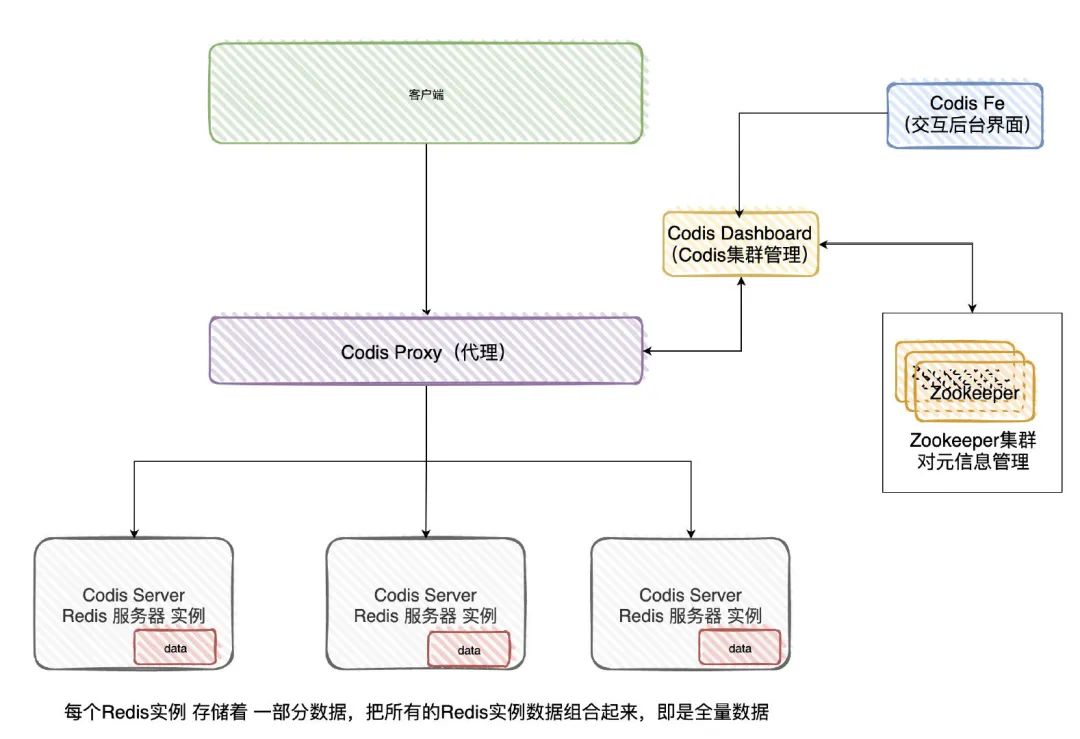 客户端
Codis Fe
（交互后台界面）
Codis Dashboard
（Codis集群管理）
Codis Proxy（代理）
Zookeeper
Zookeeper集群
对元信息管理
Codis Server
Redis 服务器 实例
data
Codis Server
Redis 服务器 实例
data
Codis Server
Redis 服务器 实例
data
每个Redis实例 存储着 一部分数据，把所有的Redis实例数据组合起来，即是全量数据